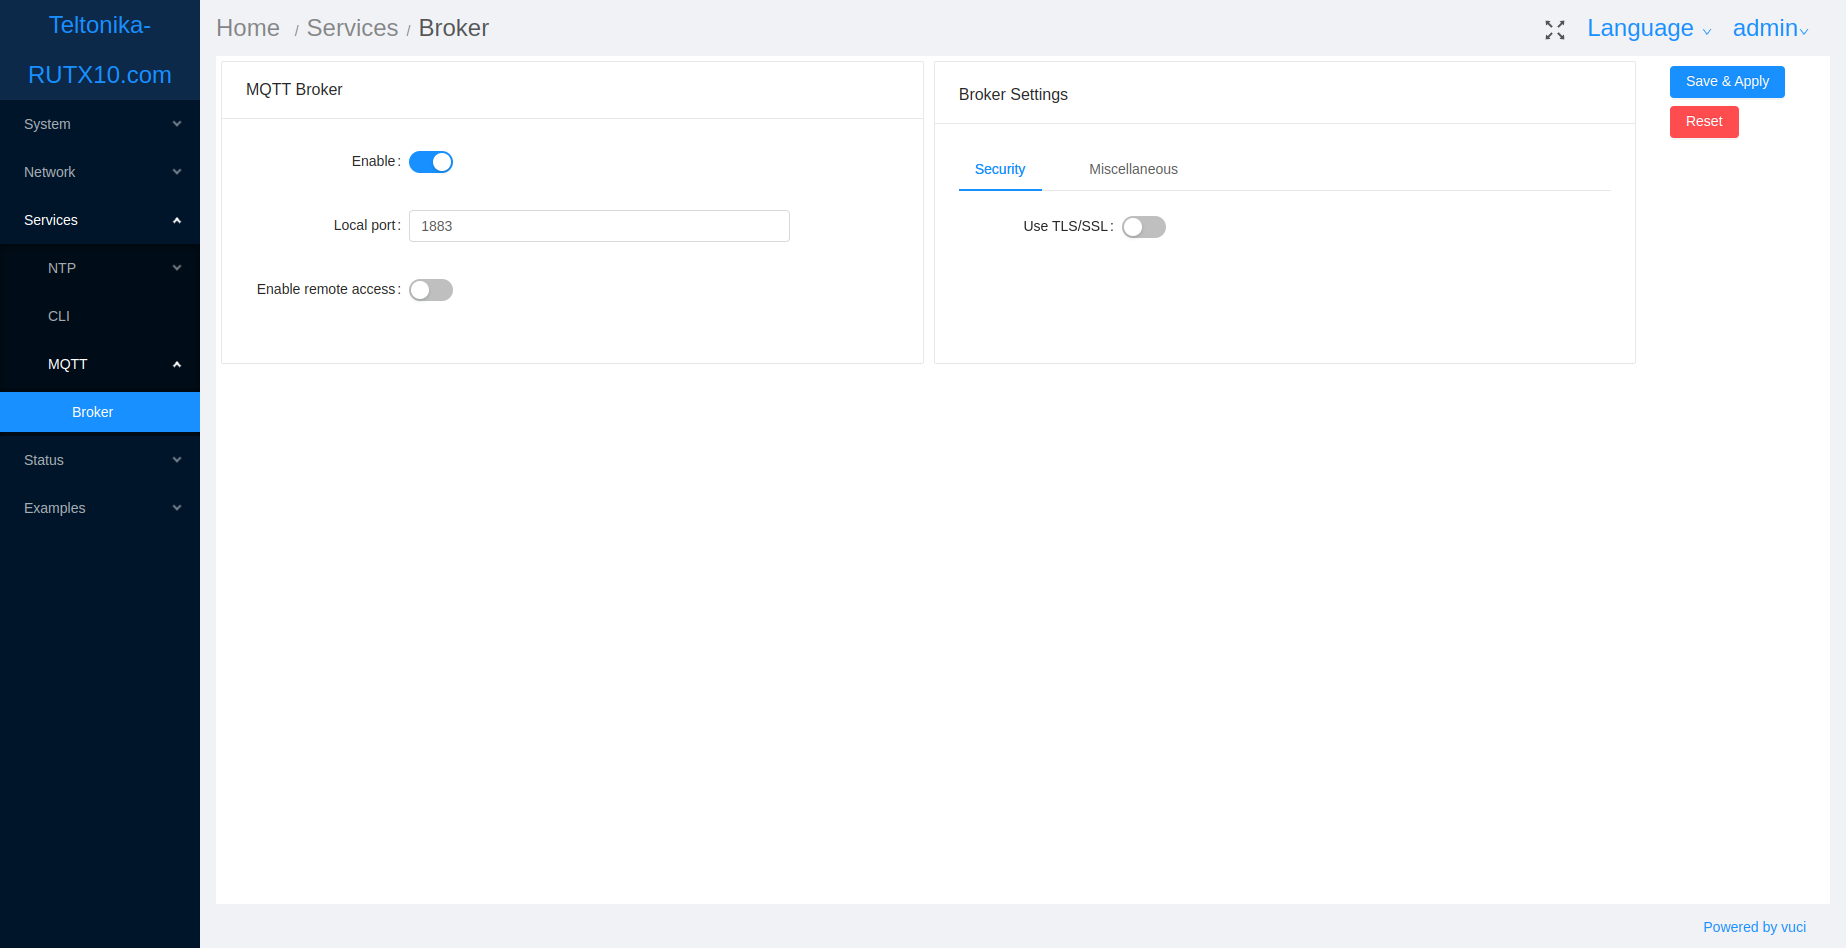 Teltonika-
RUTX10.com
System
Network
Services
NTP
CLI
MQTT
Broker
Status
Examples
Home / Services / Broker
Language
admin
MQTT Broker
Enable:
Local port: 1883
Enable remote access:
Broker Settings
Security Miscellaneous
Use TLS/SSL:
Save & Apply
Reset
Powered by vuci